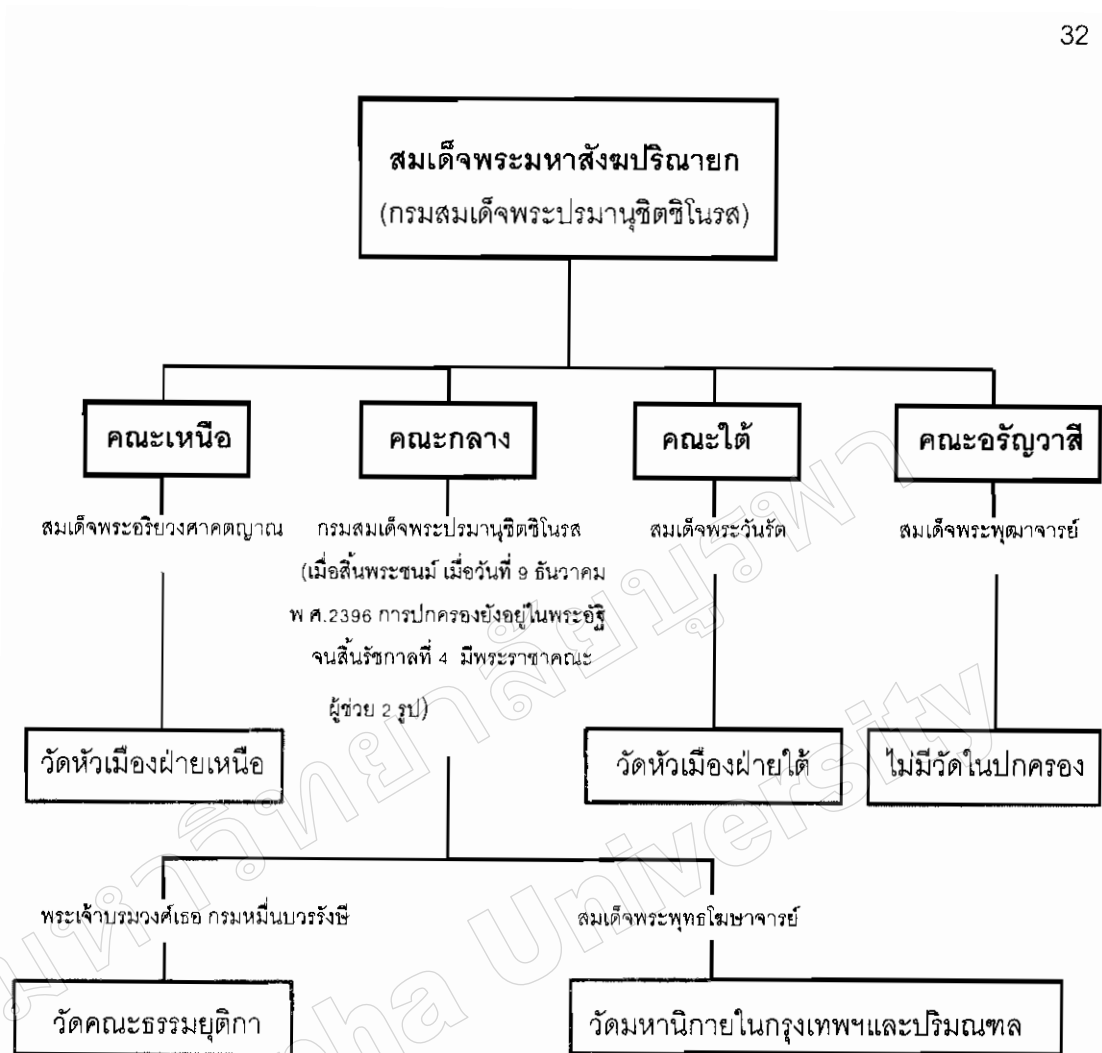 32
สมเด็จพระมหาสังฆปริณายก
(กรมสมเด็จพระปรมานุชิตชิโนรส)
คณะเหนือ
คณะกลาง
คณะใต้
คณะอรัญวาสี
สมเด็จพระอริยวงศาคตญาณ
กรมสมเด็จพระปรมานุชิตชิโนรส
(เมื่อสิ้นพระชนม์ เมื่อวันที่ 9 ธันวาคม
พ ศ.2396 การปกครองยังอยู่ในพระอัฐิ
จนสิ้นรัชกาลที่ 4 มีพระราชาคณะ
ผู้ช่วย 2 รูป)
สมเด็จพระวันรัต
สมเด็จพระพุฒาจารย์
วัดหัวเมืองฝ่ายเหนือ
วัดหัวเมืองฝ่ายใต้
ไม่มีวัดในปกครอง
พระเจ้าบรมวงศ์เธอ กรมหมื่นบวรรังษี
สมเด็จพระพุทธโฆษาจารย์
วัดคณะธรรมยุติกา
วัดมหานิกายในกรุงเทพฯและปริมณฑล
มหาวิทยาลัยบูรพา
Burapha University